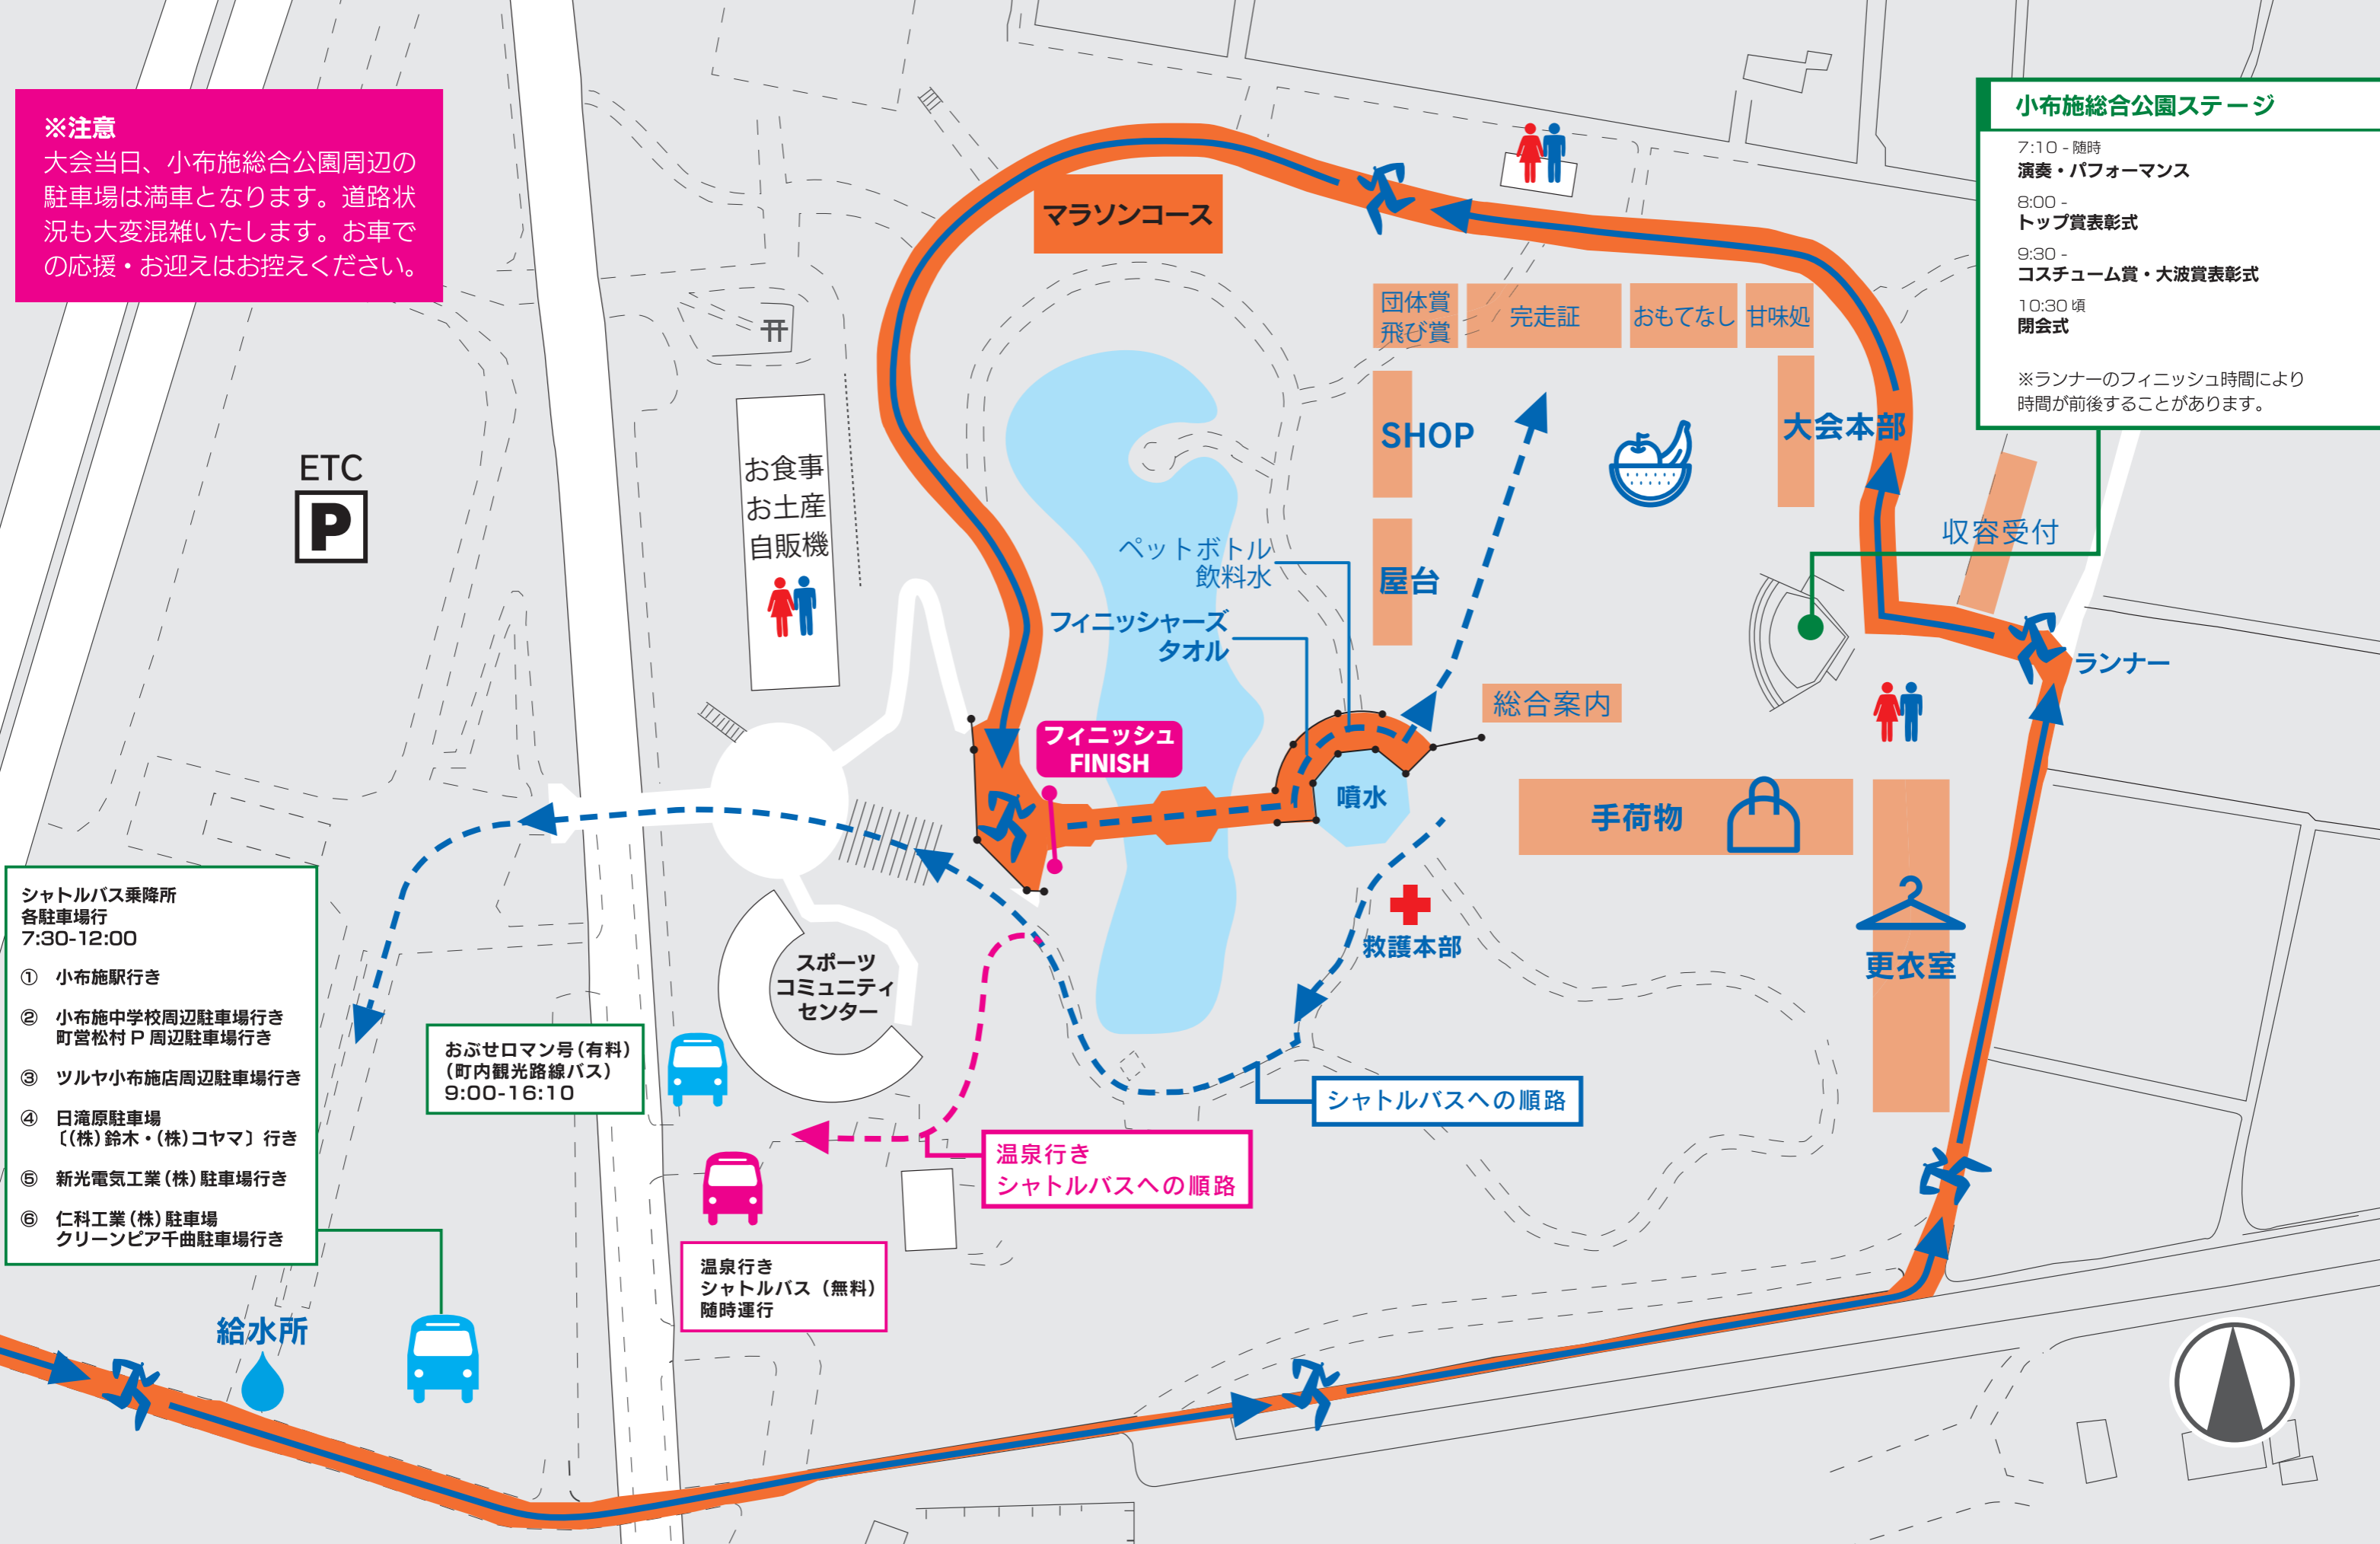 ※注意
大会当日、小布施総合公園周辺の
駐車場は満車となります。道路状
況も大変混雑いたします。お車で
の応援・お迎えはお控えください。
小布施総合公園ステージ
7:10 - 随時
演奏・パフォーマンス
8:00 -
トップ賞表彰式
9:30 -
コスチューム賞・大波賞表彰式
10:30 頃
閉会式
※ランナーのフィニッシュ時間により
時間が前後することがあります。
マラソンコース
団体賞
飛び賞
完走証
おもてなし
甘味処
SHOP
大会本部
ETC
P
お食事
お土産
自販機
収容受付
ペットボトル
飲料水
屋台
フィニッシャーズ
タオル
ランナー
総合案内
フィニッシュ
FINISH
噴水
手荷物
救護本部
更衣室
スポーツ
コミュニティ
センター
シャトルバス乗降所
各駐車場行
7:30-12:00
① 小布施駅行き
② 小布施中学校周辺駐車場行き
町営松村 P 周辺駐車場行き
③ ツルヤ小布施店周辺駐車場行き
④ 日滝原駐車場
〔(株)鈴木・(株)コヤマ〕行き
⑤ 新光電気工業(株)駐車場行き
⑥ 仁科工業(株)駐車場
クリーンピア千曲駐車場行き
おぶせロマン号(有料)
(町内観光路線バス)
9:00-16:10
シャトルバスへの順路
温泉行き
シャトルバスへの順路
温泉行き
シャトルバス（無料）
随時運行
給水所